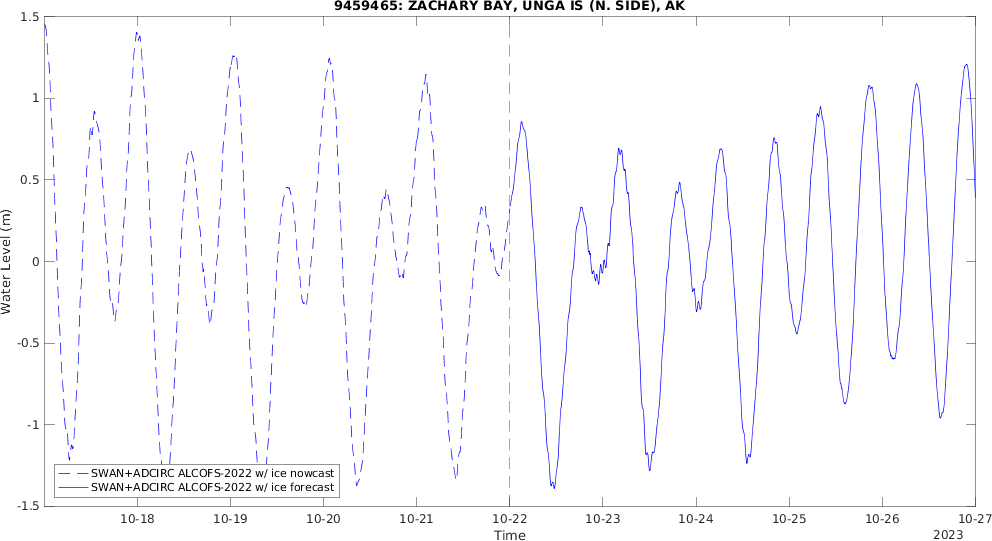 9459465: ZACHARY BAY, UNGA IS (N. SIDE), AK
1.5
1
0.5
0
-0.5
-1
-1.5
Water Level (m)
SWAN+ADCIRC ALCOFS-2022 w/ ice nowcast
SWAN+ADCIRC ALCOFS-2022 w/ ice forecast
10-18 10-19 10-20 10-21 10-22 10-23 10-24 10-25 10-26 10-27
Time
2023